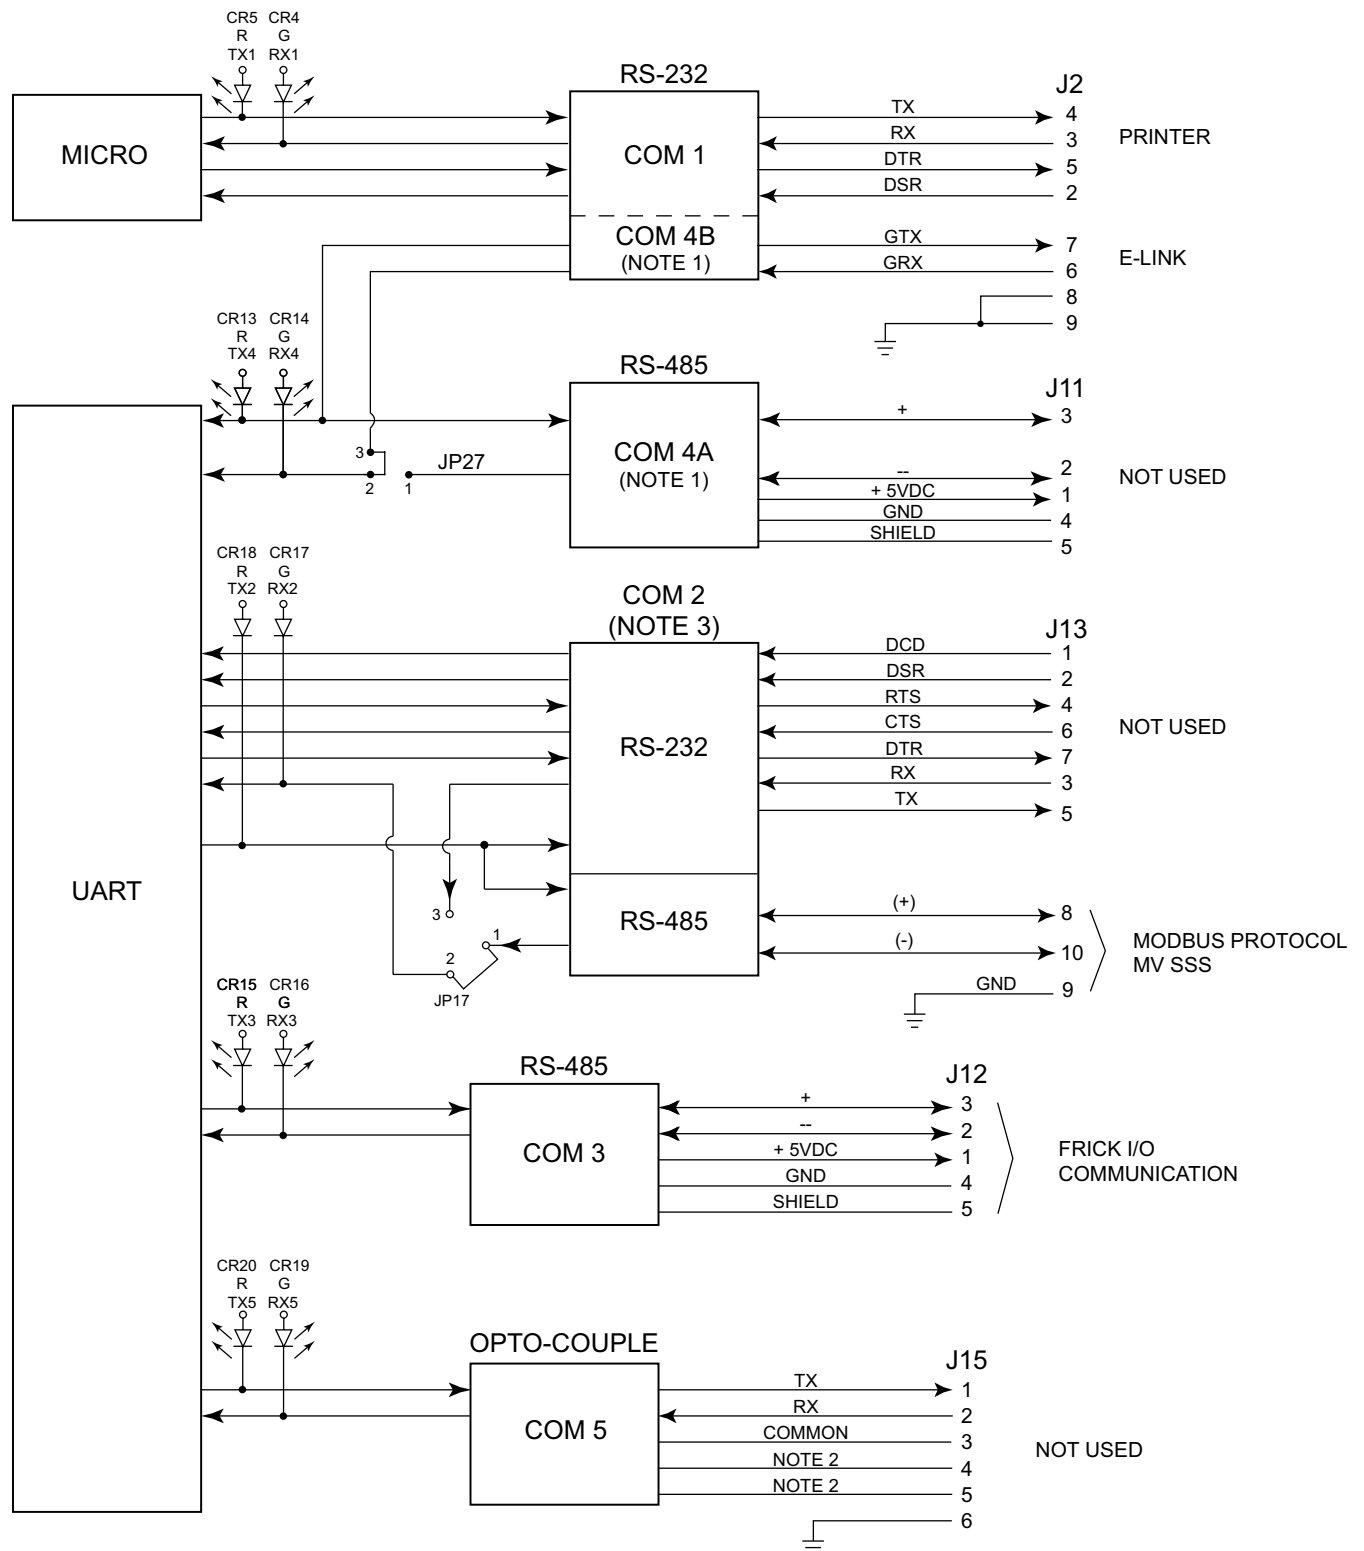 CR5 CR4
R G
TX1 RX1
MICRO
RS-232
COM 1
COM 4B
(NOTE 1)
J2
TX 4
RX 3
DTR 5
DSR 2
PRINTER
GTX 7
GRX 6
8
9
E-LINK
CR13 CR14
R G
TX4 RX4
UART
3
2 1
JP27
RS-485
COM 4A
(NOTE 1)
J11
+ 3
-- 2
+ 5VDC 1
GND 4
SHIELD 5
NOT USED
CR18 CR17
R G
TX2 RX2
COM 2
(NOTE 3)
RS-232
RS-485
J13
DCD 1
DSR 2
RTS 4
CTS 6
DTR 7
RX 3
TX 5
NOT USED
3
1
2
JP17
(+) 8
(-) 10
GND 9
MODBUS PROTOCOL
MV SSS
CR15 CR16
R G
TX3 RX3
RS-485
COM 3
J12
+ 3
-- 2
+ 5VDC 1
GND 4
SHIELD 5
FRICK I/O
COMMUNICATION
CR20 CR19
R G
TX5 RX5
OPTO-COUPLE
COM 5
J15
TX 1
RX 2
COMMON 3
NOTE 2 4
NOTE 2 5
6
NOT USED